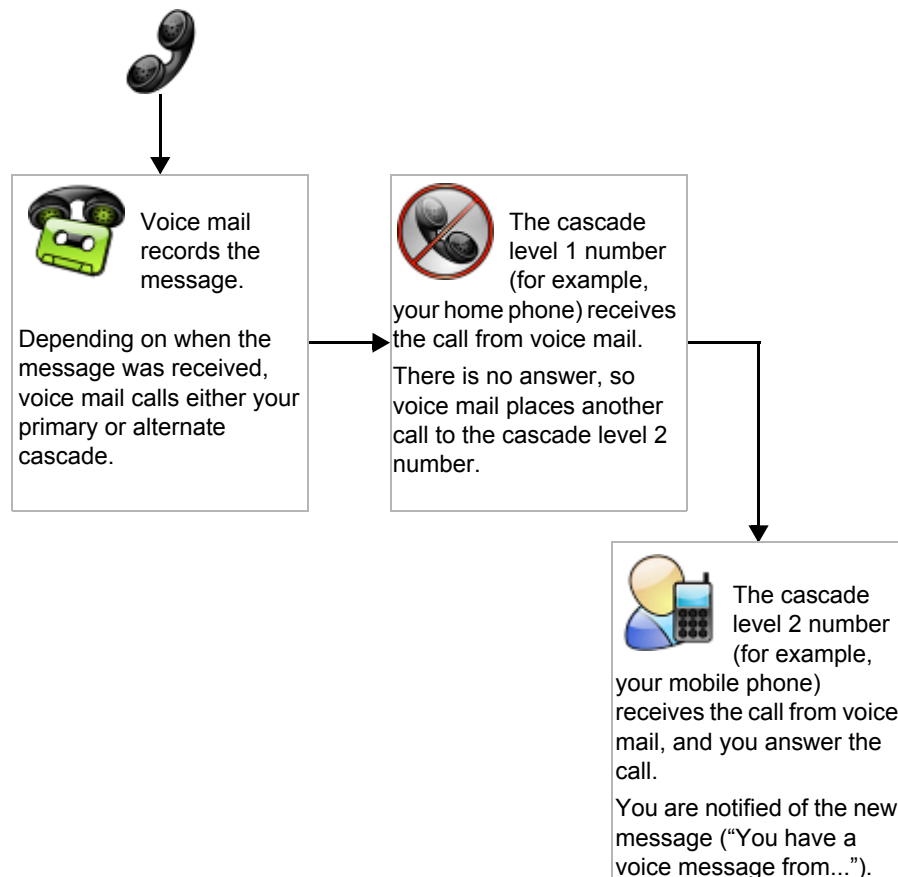 Voice mail
records the
message.
Depending on when the
message was received,
voice mail calls either your
primary or alternate
cascade.
The cascade
level 1 number
(for example,
your home phone) receives
the call from voice mail.
There is no answer, so
voice mail places another
call to the cascade level 2
number.
The cascade
level 2 number
(for example,
your mobile phone)
receives the call from voice
mail, and you answer the
call.
You are notified of the new
message (“You have a
voice message from...”).